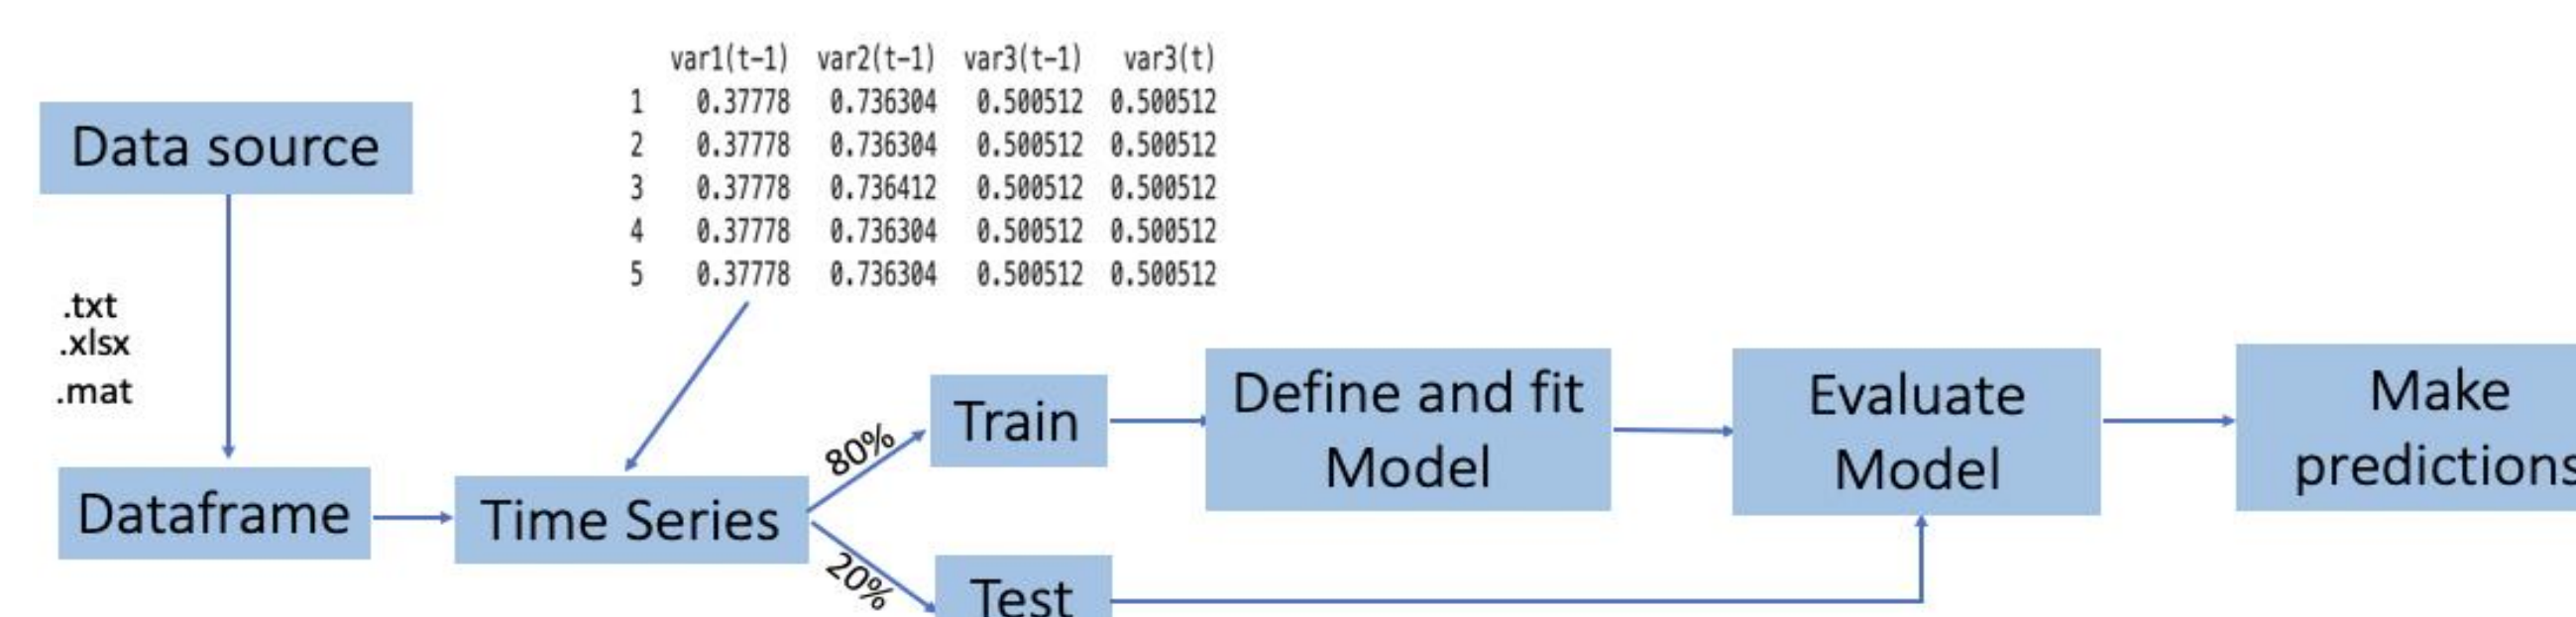 var1(t-1) var2(t-1) var3(t-1) var3(t)
1 0.37778 0.736304 0.500512 0.500512
2 0.37778 0.736304 0.500512 0.500512
3 0.37778 0.736412 0.500512 0.500512
4 0.37778 0.736304 0.500512 0.500512
5 0.37778 0.736304 0.500512 0.500512
Data source
.txt
.xlsx
.mat
Dataframe
Time Series
80%
20%
Train
Test
Define and fit
Model
Evaluate
Model
Make
predictions